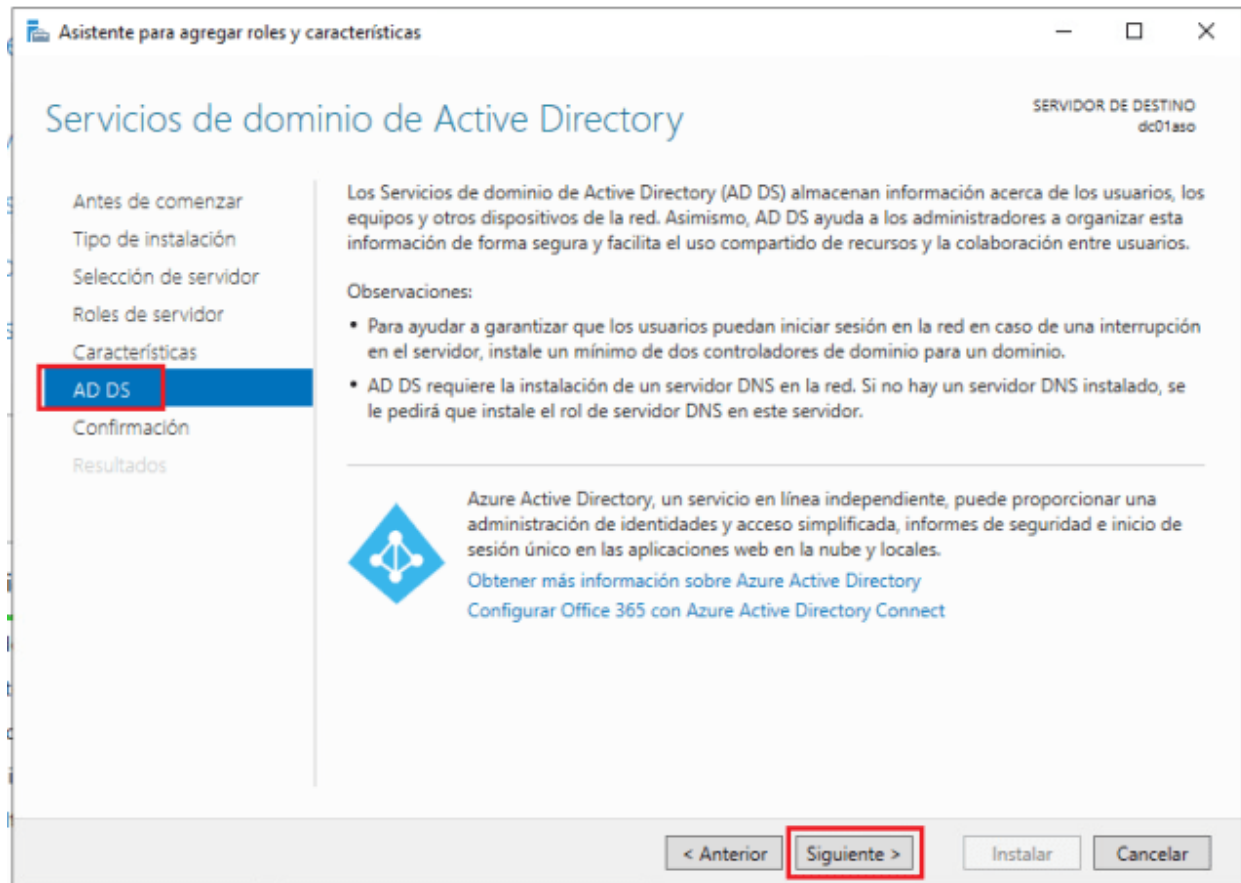 Asistente para agregar roles y características
Servicios de dominio de Active Directory
SERVIDOR DE DESTINO
dc01aso
Antes de comenzar
Tipo de instalación
Selección de servidor
Roles de servidor
Características
AD DS
Confirmación
Resultados
Los Servicios de dominio de Active Directory (AD DS) almacenan información acerca de los usuarios, los
equipos y otros dispositivos de la red. Asimismo, AD DS ayuda a los administradores a organizar esta
información de forma segura y facilita el uso compartido de recursos y la colaboración entre usuarios.
Observaciones:
• Para ayudar a garantizar que los usuarios puedan iniciar sesión en la red en caso de una interrupción
en el servidor, instale un mínimo de dos controladores de dominio para un dominio.
• AD DS requiere la instalación de un servidor DNS en la red. Si no hay un servidor DNS instalado, se
le pedirá que instale el rol de servidor DNS en este servidor.
Azure Active Directory, un servicio en línea independiente, puede proporcionar una
administración de identidades y acceso simplificada, informes de seguridad e inicio de
sesión único en las aplicaciones web en la nube y locales.
Obtener más información sobre Azure Active Directory
Configurar Office 365 con Azure Active Directory Connect
< Anterior
Siguiente >
Instalar
Cancelar